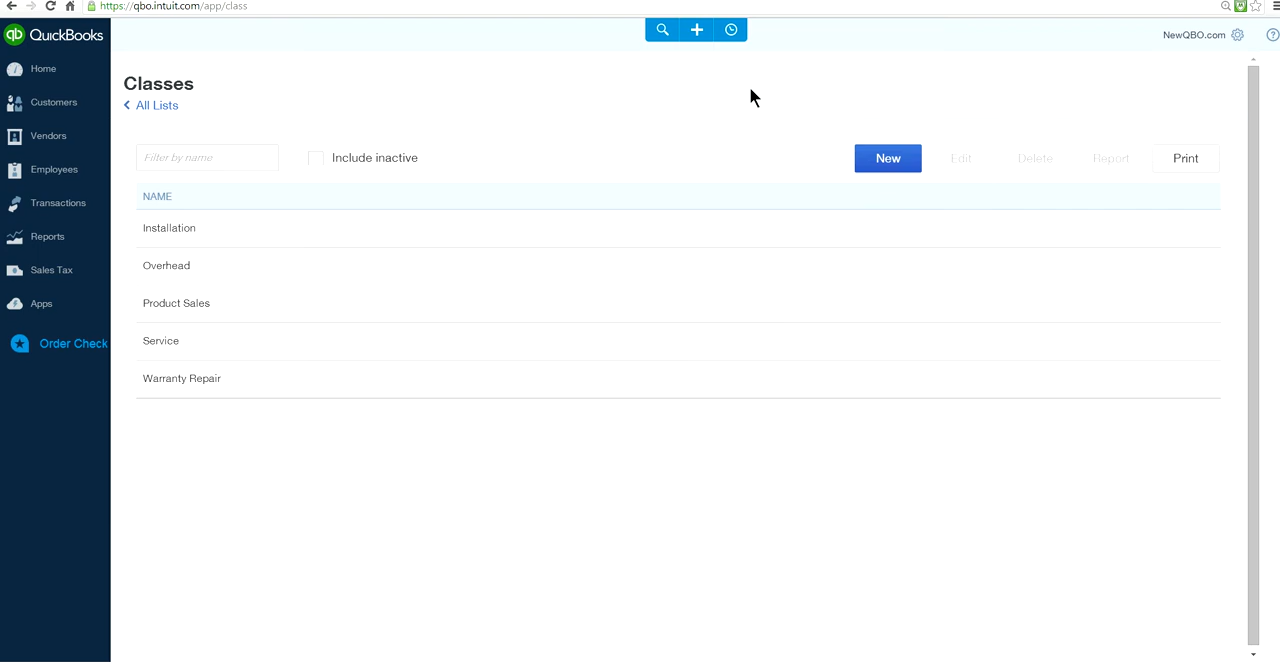 https://qbo.intuit.com/app/class
qb QuickBooks
NewQBO.com
Home
Customers
Vendors
Employees
Transactions
Reports
Sales Tax
Apps
Order Check
Classes
All Lists
Filter by name
Include inactive
New
Edit
Delete
Report
Print
NAME
Installation
Overhead
Product Sales
Service
Warranty Repair